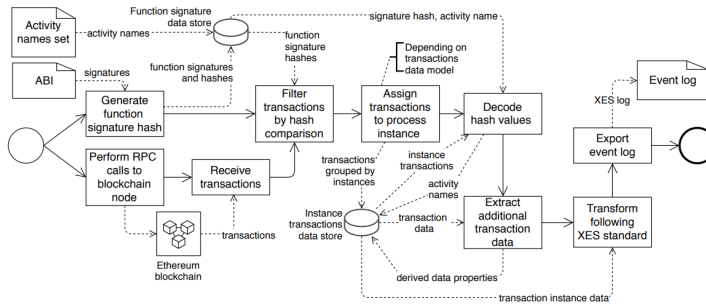 Activity
names set
activity names
Function signature
data store
signature hash, activity name
function
signature
hashes
Depending on
transactions
data model
Event log
ABI
signatures
function signatures
and hashes
XES log
Generate
function
signature hash
Filter
transactions
by hash
comparison
Assign
transactions
to process
instance
Decode
hash values
Export
event log
Perform RPC
calls to
blockchain
node
Receive
transactions
transactions
grouped by
instances
instance
transactions
activity
names
Ethereum
blockchain
transactions
Instance
transactions
data store
transaction
data
Extract
additional
transaction
data
Transform
following
XES standard
derived data properties
transaction instance data